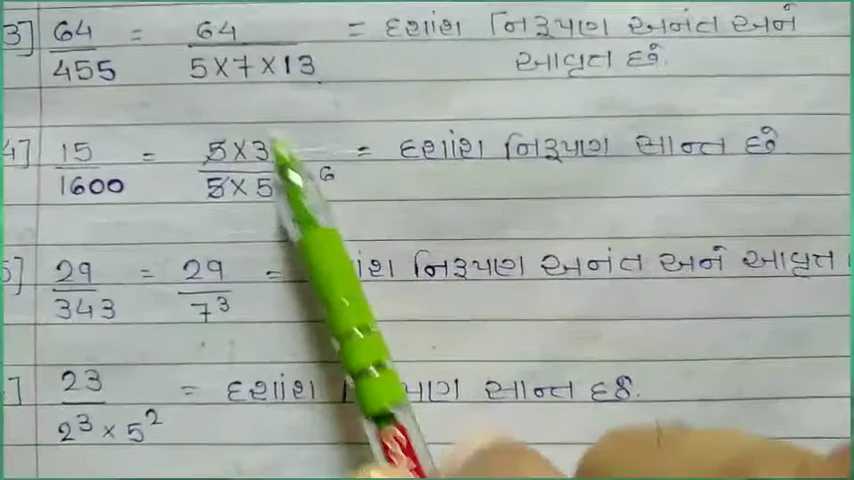 3] 64/455 = 64/5×7×13 = દશાંશ નિરૂપણ અનંત અને
આવૃત છે.
4] 15/1600 = 5×3/5×5 6 = દશાંશ નિરૂપણ સાન્ત છે
5] 29/343 = 29/7³ = નિરૂપણ અનંત અને આવૃત
] 23/2³×5² = દશાંશ સાન્ત છે.